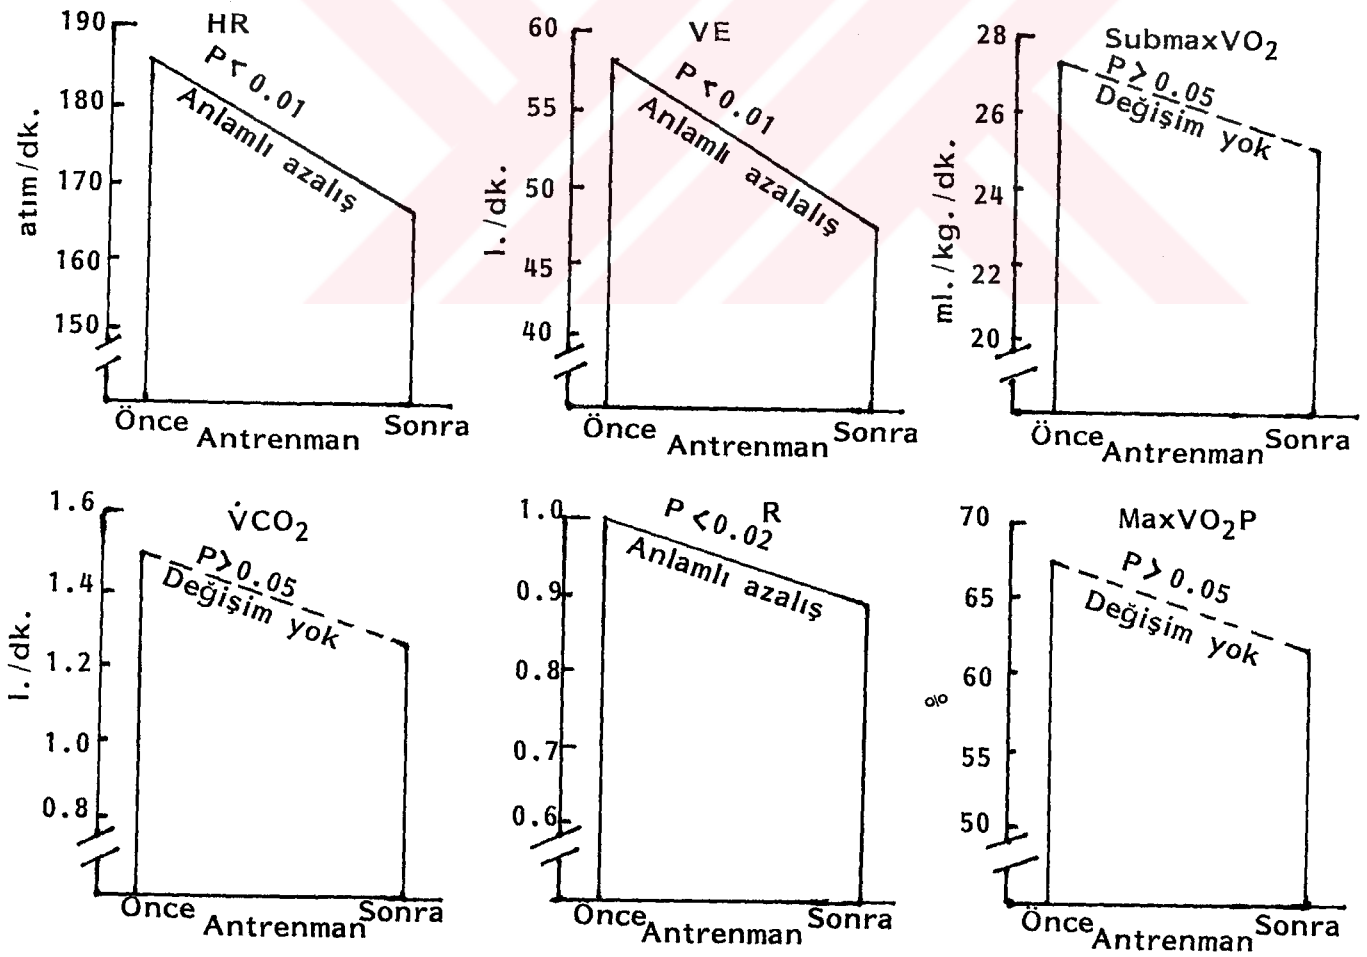 HR
190
180
170
160
150
atım/dk.
P < 0.01
Anlamlı azalış
Önce Antrenman Sonra
VE
60
55
50
45
40
l./dk.
P < 0.01
Anlamlı azalalış
Önce Antrenman Sonra
SubmaxVO2
28
26
24
22
20
ml./kg./dk.
P > 0.05
Değişim yok
Önce Antrenman Sonra
V̇CO2
1.6
1.4
1.2
1.0
0.8
l./dk.
P > 0.05
Değişim yok
Önce Antrenman Sonra
R
1.0
0.9
0.8
0.7
0.6
P < 0.02
Anlamlı azalış
Önce Antrenman Sonra
MaxVO2P
70
65
60
55
50
%
P > 0.05
Değişim yok
Önce Antrenman Sonra